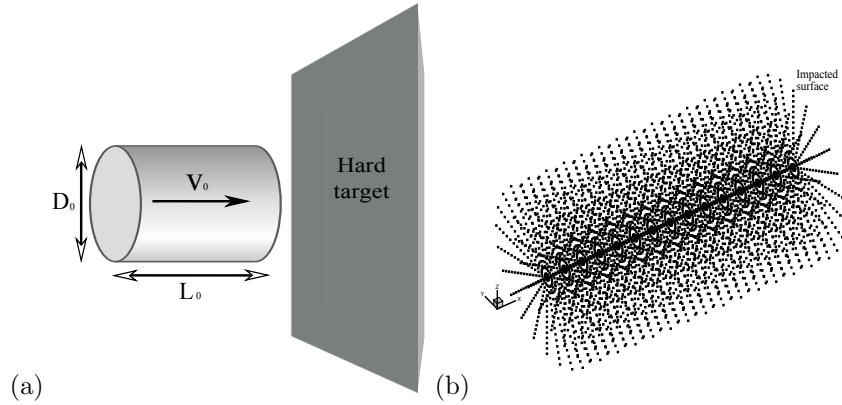 Hard
target
V₀
D₀
L₀
(a)
Impacted
surface
Z
Y
X
(b)